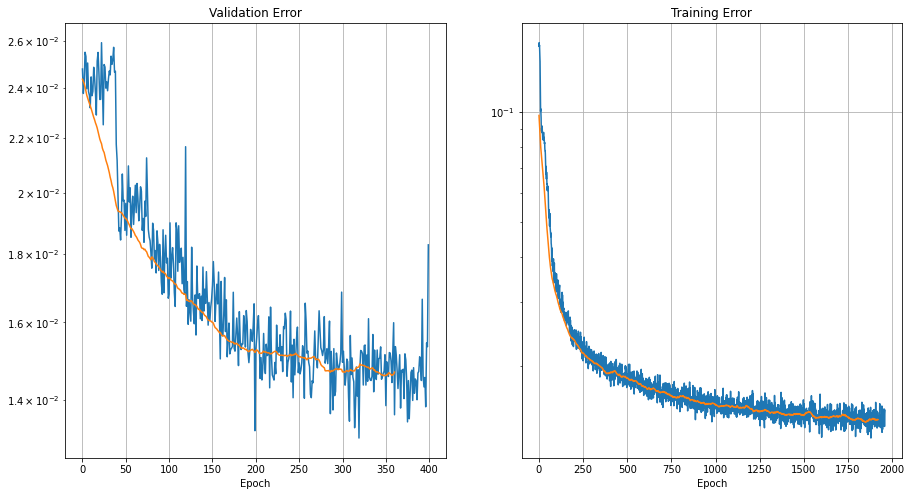 Validation Error
2.6 × 10⁻²
2.4 × 10⁻²
2.2 × 10⁻²
2 × 10⁻²
1.8 × 10⁻²
1.6 × 10⁻²
1.4 × 10⁻²
0 50 100 150 200 250 300 350 400
Epoch
Training Error
10⁻¹
0 250 500 750 1000 1250 1500 1750 2000
Epoch